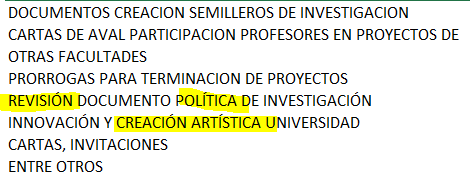 DOCUMENTOS CREACION SEMILLEROS DE INVESTIGACION
CARTAS DE AVAL PARTICIPACION PROFESORES EN PROYECTOS DE
OTRAS FACULTADES
PRORROGAS PARA TERMINACION DE PROYECTOS
REVISIÓN DOCUMENTO POLÍTICA DE INVESTIGACIÓN
INNOVACIÓN Y CREACIÓN ARTÍSTICA UNIVERSIDAD
CARTAS, INVITACIONES
ENTRE OTROS